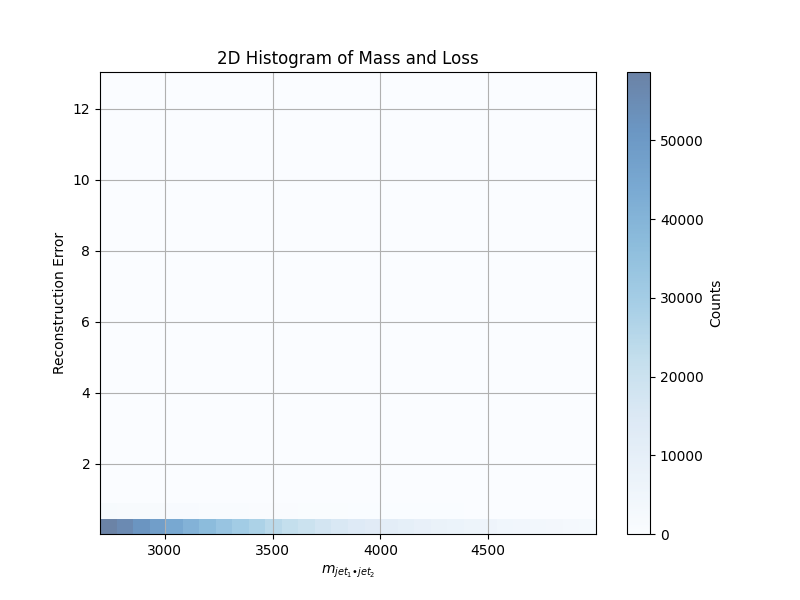 2D Histogram of Mass and Loss
12
10
8
6
4
2
Reconstruction Error
3000 3500 4000 4500
m_{jet_1•jet_2}
50000
40000
30000
20000
10000
0
Counts